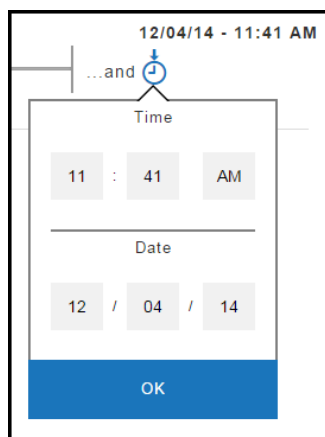 12/04/14 - 11:41 AM
...and
Time
11 : 41 AM
Date
12 / 04 / 14
OK